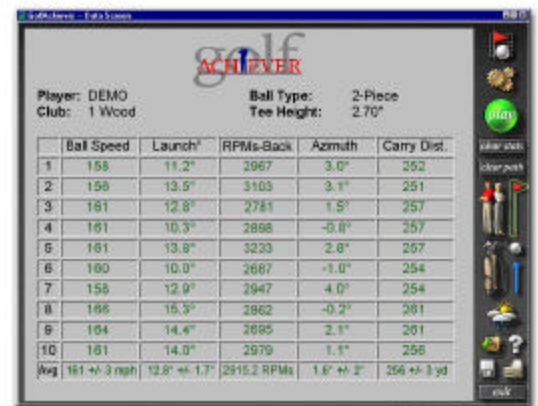 GolfAchiever - Data Screen
golf
ACHIEVER
Player: DEMO Ball Type: 2-Piece
Club: 1 Wood Tee Height: 2.70"
Ball Speed Launch° RPMs-Back Azimuth Carry Dist.
1 158 11.2° 2967 3.0° 252
2 156 13.5° 3103 3.1° 251
3 161 12.8° 2781 1.5° 257
4 161 10.3° 2898 -0.8° 257
5 161 13.8° 3233 2.8° 257
6 160 10.0° 2687 -1.0° 254
7 158 12.9° 2947 4.0° 254
8 166 15.3° 2862 -0.2° 261
9 164 14.4° 2695 2.1° 261
10 161 14.0° 2979 1.1° 256
Avg 161 +/- 3 mph 12.8° +/- 1.7° 2915.2 RPMs 1.6° +/- 2° 256 +/- 3 yd
play
clear stats
clear path
?
exit